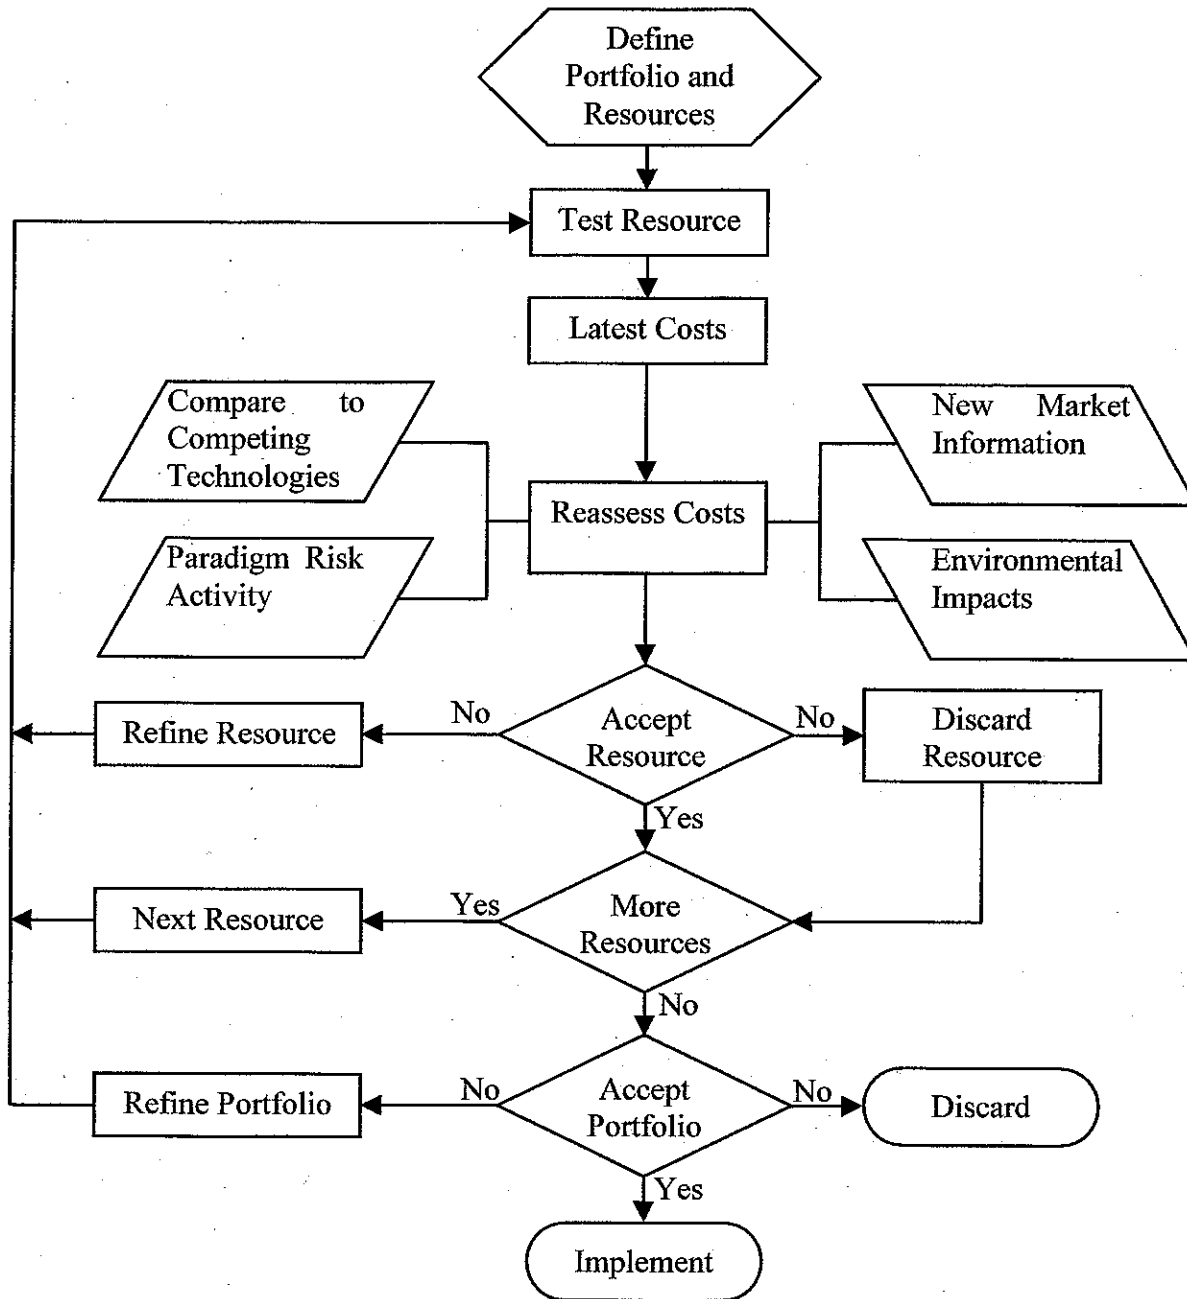 Define
Portfolio and
Resources
Test Resource
Latest Costs
Compare to
Competing
Technologies
New Market
Information
Reassess Costs
Paradigm Risk
Activity
Environmental
Impacts
Refine Resource
No
Accept
Resource
No
Discard
Resource
Yes
Next Resource
Yes
More
Resources
No
Refine Portfolio
No
Accept
Portfolio
No
Discard
Yes
Implement